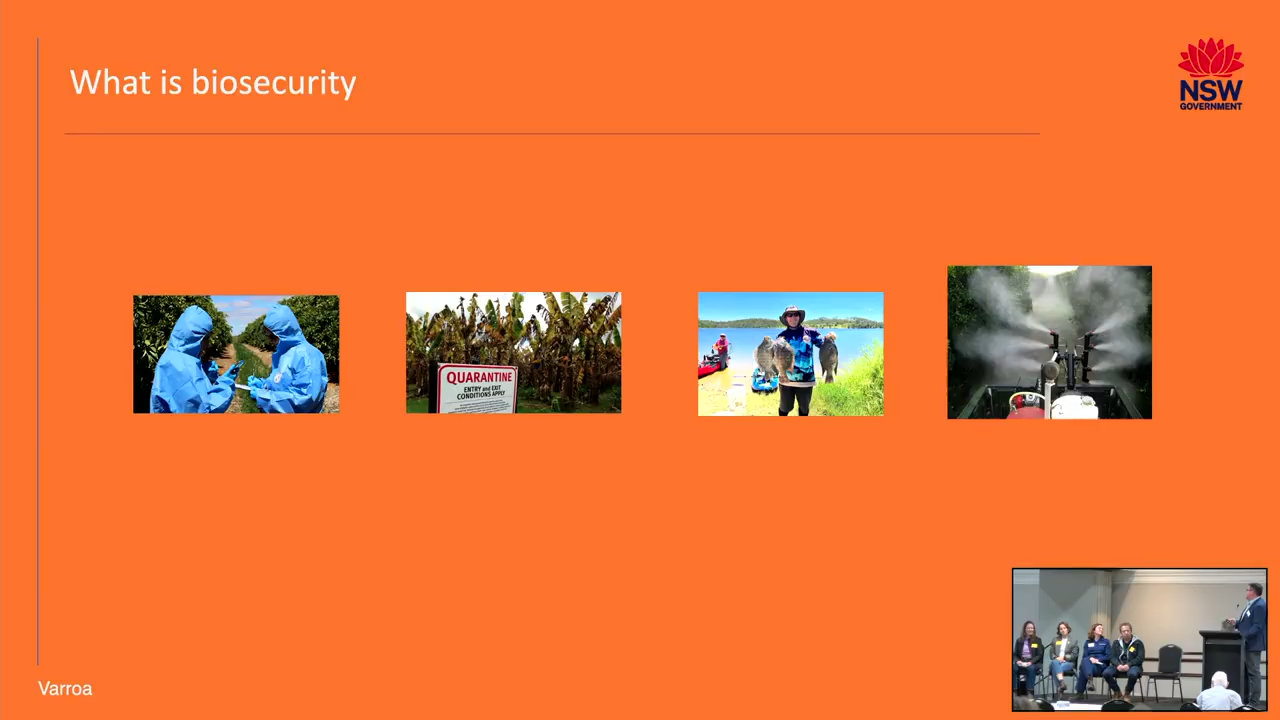 What is biosecurity
NSW
GOVERNMENT
QUARANTINE
ENTRY and EXIT
CONDITIONS APPLY
Varroa